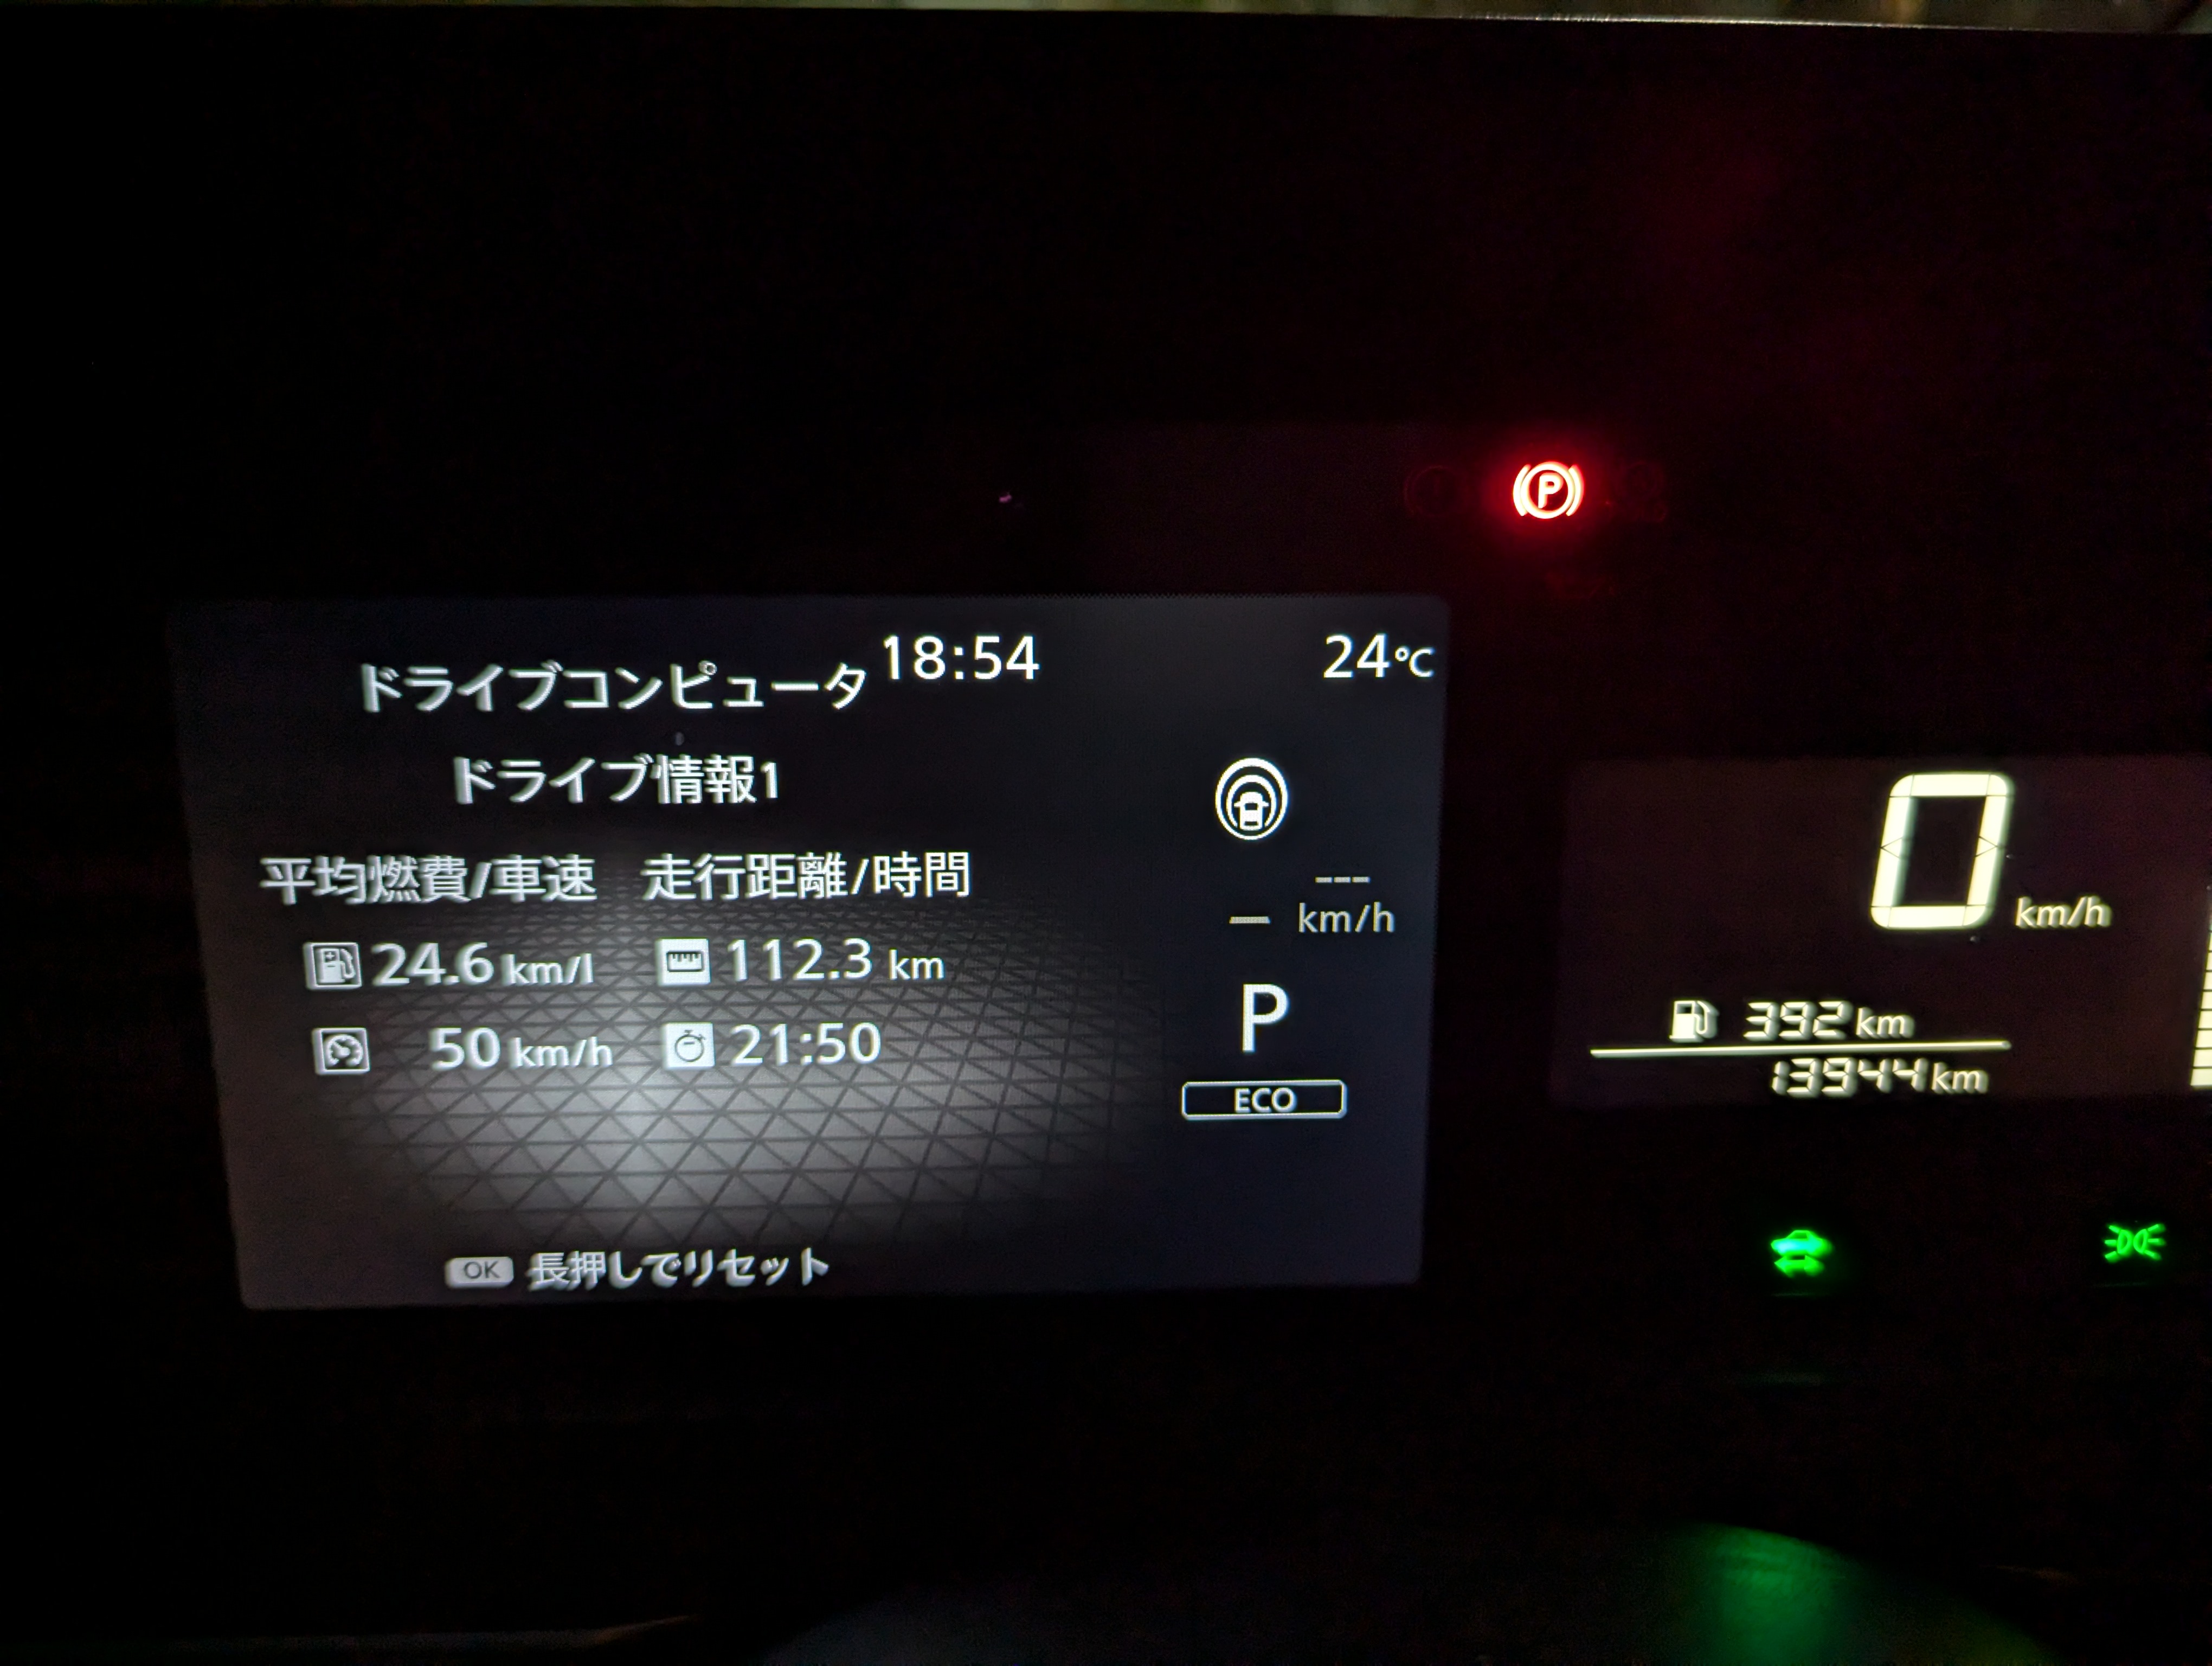 18:54 24°C
ドライブコンピュータ
ドライブ情報1
平均燃費/車速 走行距離/時間
24.6 km/l 112.3 km
50 km/h 21:50
OK 長押しでリセット
P
---
— km/h
P
ECO
0 km/h
392 km
13944 km